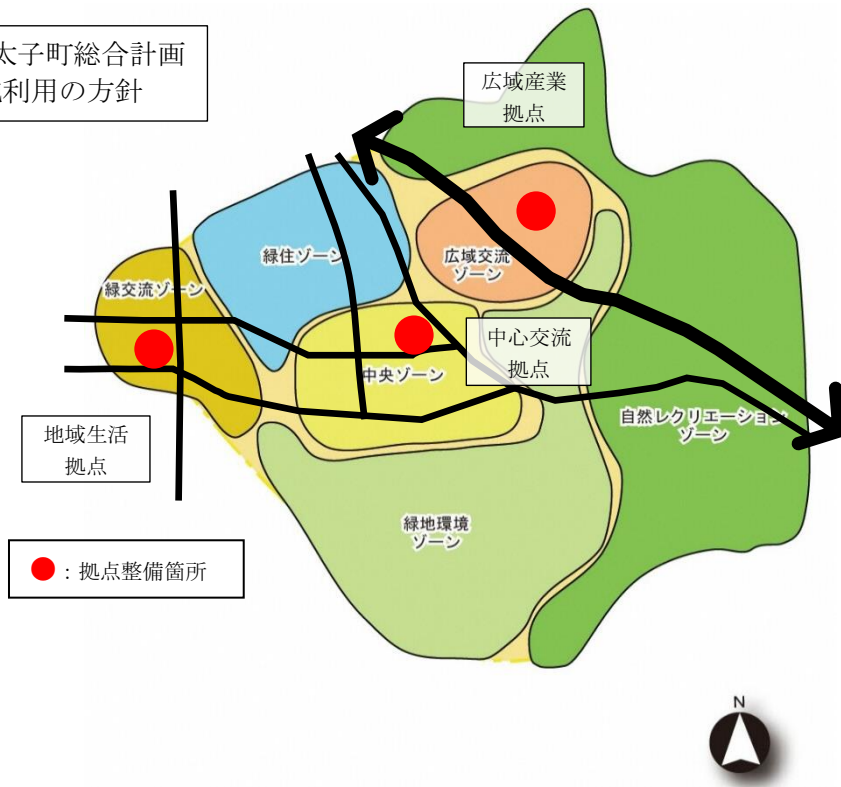 太子町総合計画
利用の方針
広域産業
拠点
緑住ゾーン
広域交流
ゾーン
緑交流ゾーン
中心交流
拠点
中央ゾーン
自然レクリエーション
ゾーン
地域生活
拠点
緑地環境
ゾーン
：拠点整備箇所
N